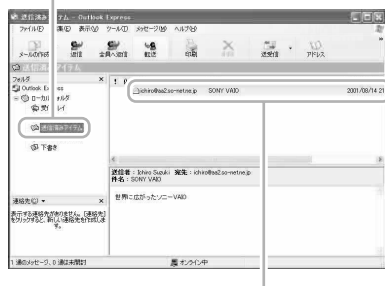 送信済み テム - Outlook Express
ファイル(F) 集(E) 表示(V) ツール(T) メッセージ(M) ヘルプ(H)
メールの作成 返信 全員へ返信 転送 印刷 削除 送受信 アドレス
送信済みアイテム
フォルダ
Outlook Ex ss
ローカル ォルダ
送信済みアイテム
下書き
ichiro@aa2.so-net.ne.jp SONY VAIO 2001/08/14 21
送信者: Ichiro Suzuki 宛先: ichiro@aa2.so-net.ne.jp
件名: SONY VAIO
世界に広がったソニーVAIO
連絡先(C)
表示する連絡先がありません。[連絡先]
をクリックすると、新しい連絡先を作成しま
す。
1 通のメッセージ、0 通は未開封
オンライン中